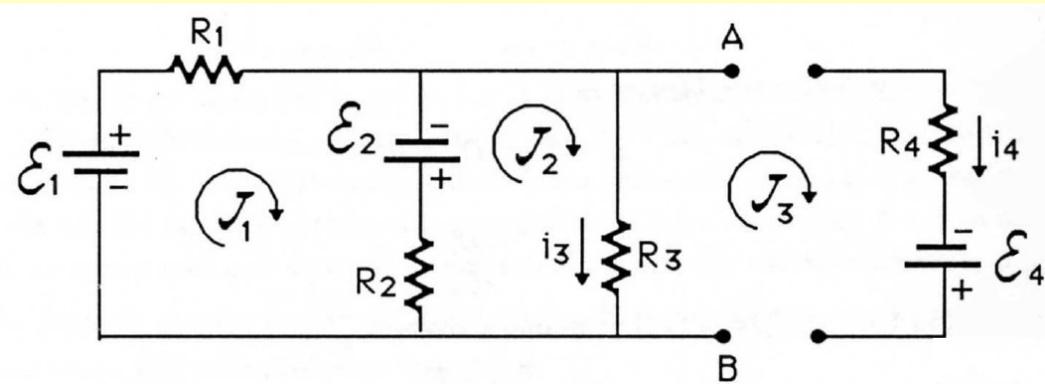 R1
A
ℰ2
-
+
𝒥2
ℰ1
+
-
𝒥1
R2
i3
R3
𝒥3
R4
i4
-
+
ℰ4
B